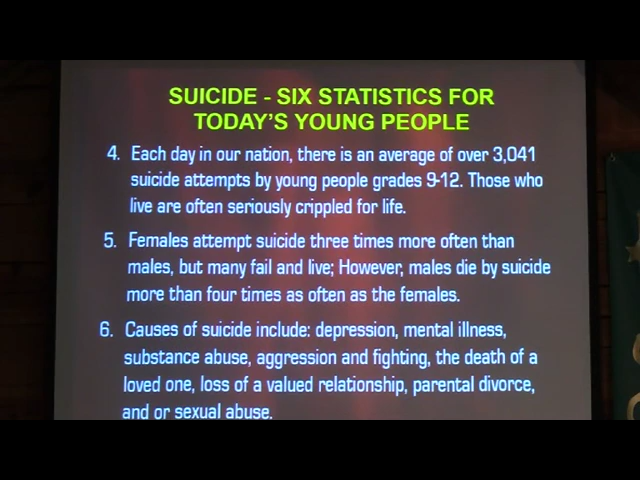 SUICIDE - SIX STATISTICS FOR
TODAY'S YOUNG PEOPLE
4. Each day in our nation, there is an average of over 3,041
suicide attempts by young people grades 9-12. Those who
live are often seriously crippled for life.
5. Females attempt suicide three times more often than
males, but many fail and live; However, males die by suicide
more than four times as often as the females.
6. Causes of suicide include: depression, mental illness,
substance abuse, aggression and fighting, the death of a
loved one, loss of a valued relationship, parental divorce,
and or sexual abuse.